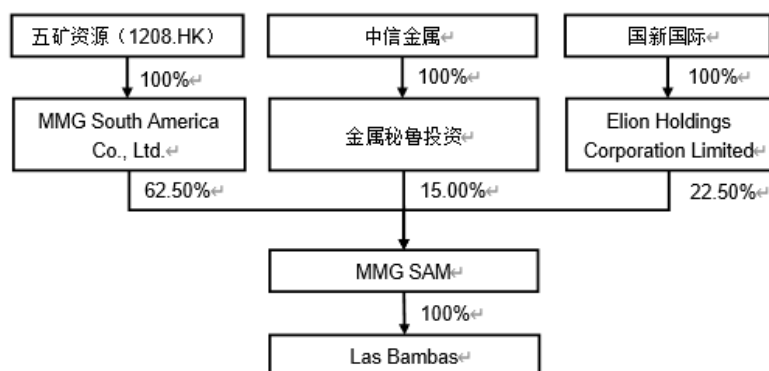 五矿资源（1208.HK）
中信金属↵
国新国际↵
100%↵
100%↵
100%↵
MMG South America
Co., Ltd.↵
金属秘鲁投资↵
Elion Holdings
Corporation Limited↵
62.50%↵
15.00%↵
22.50%↵
MMG SAM↵
100%↵
Las Bambas↵